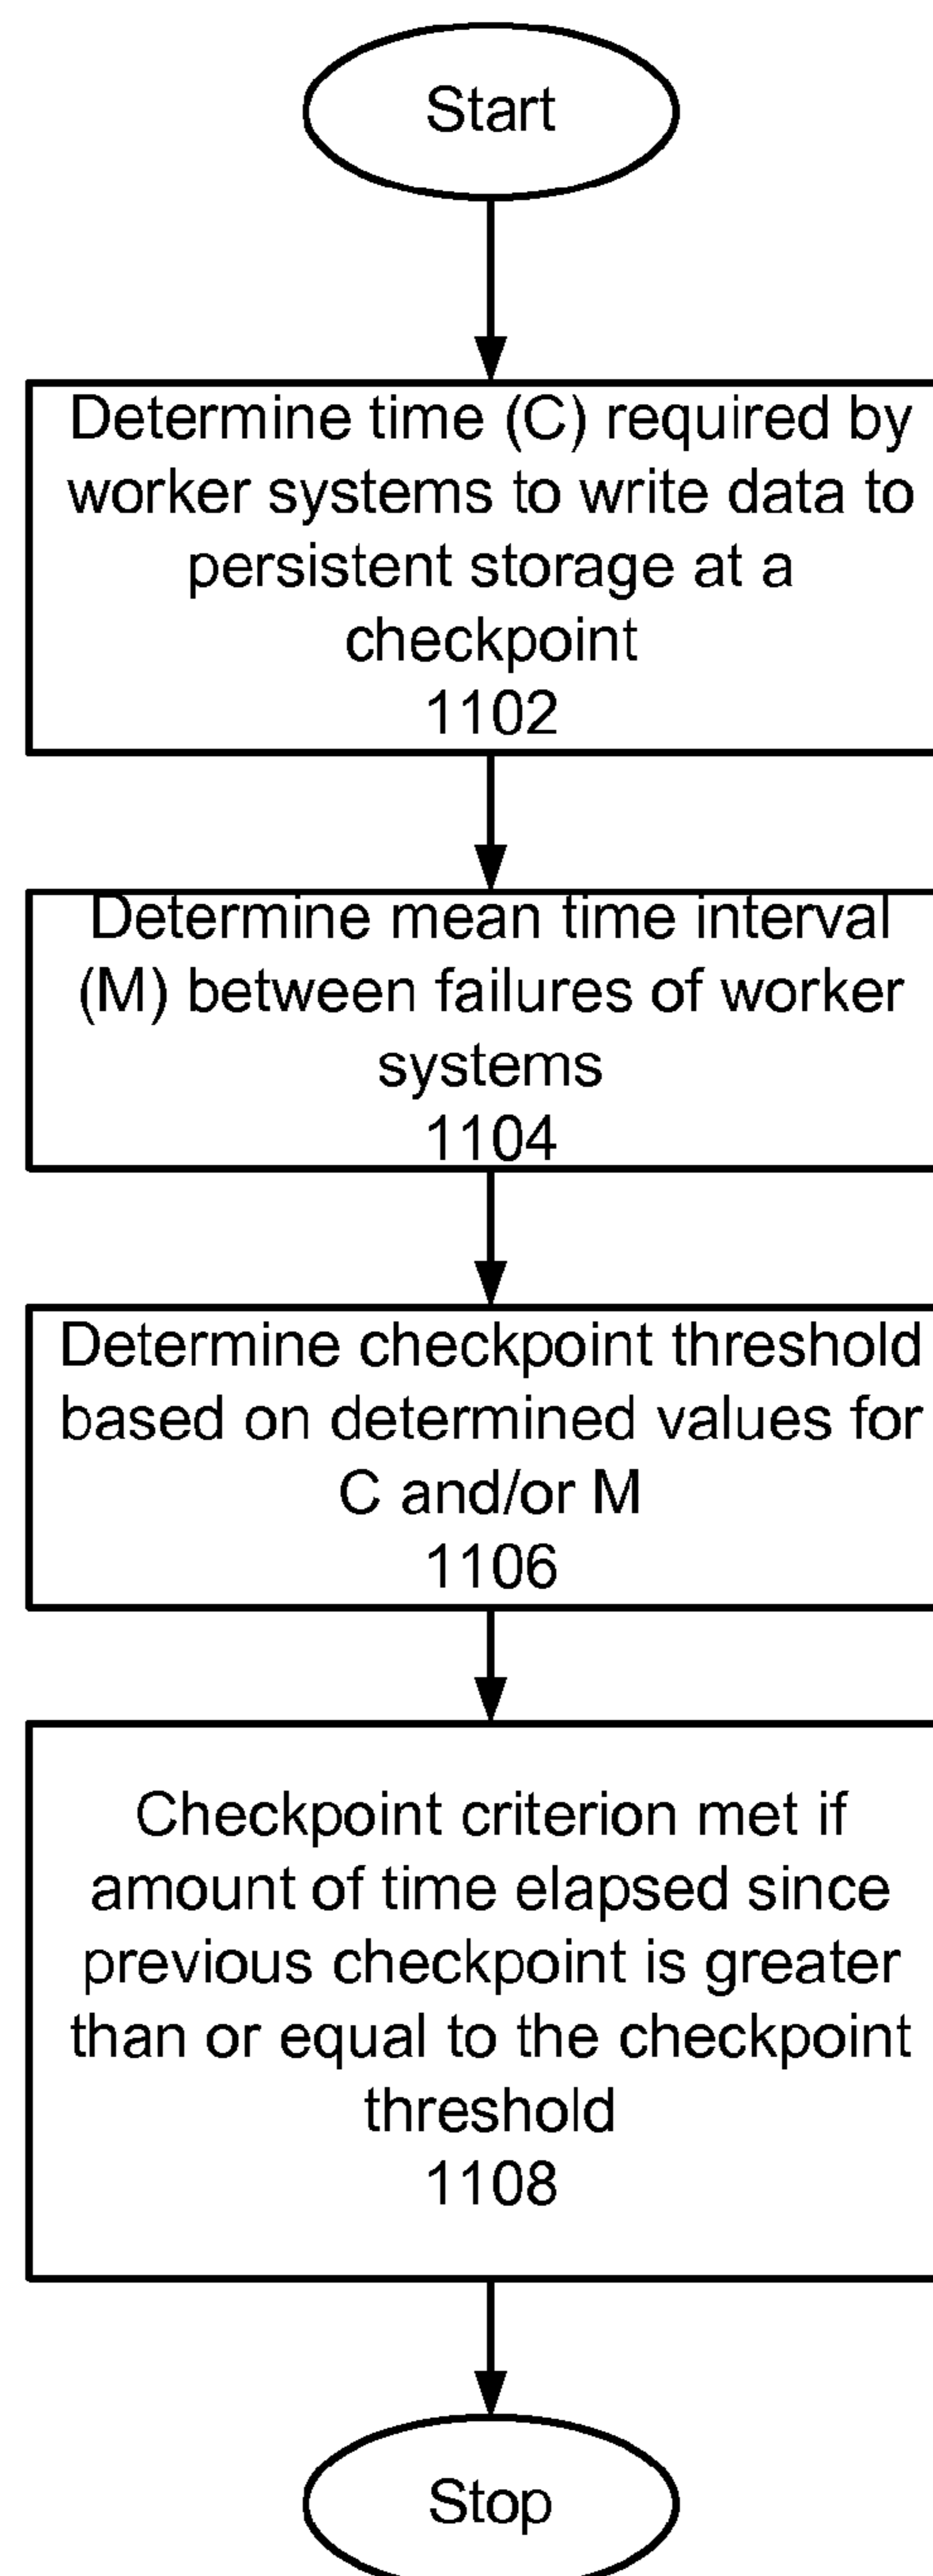 Start
Determine time (C) required by
worker systems to write data to
persistent storage at a
checkpoint
1102
Determine mean time interval
(M) between failures of worker
systems
1104
Determine checkpoint threshold
based on determined values for
C and/or M
1106
Checkpoint criterion met if
amount of time elapsed since
previous checkpoint is greater
than or equal to the checkpoint
threshold
1108
Stop